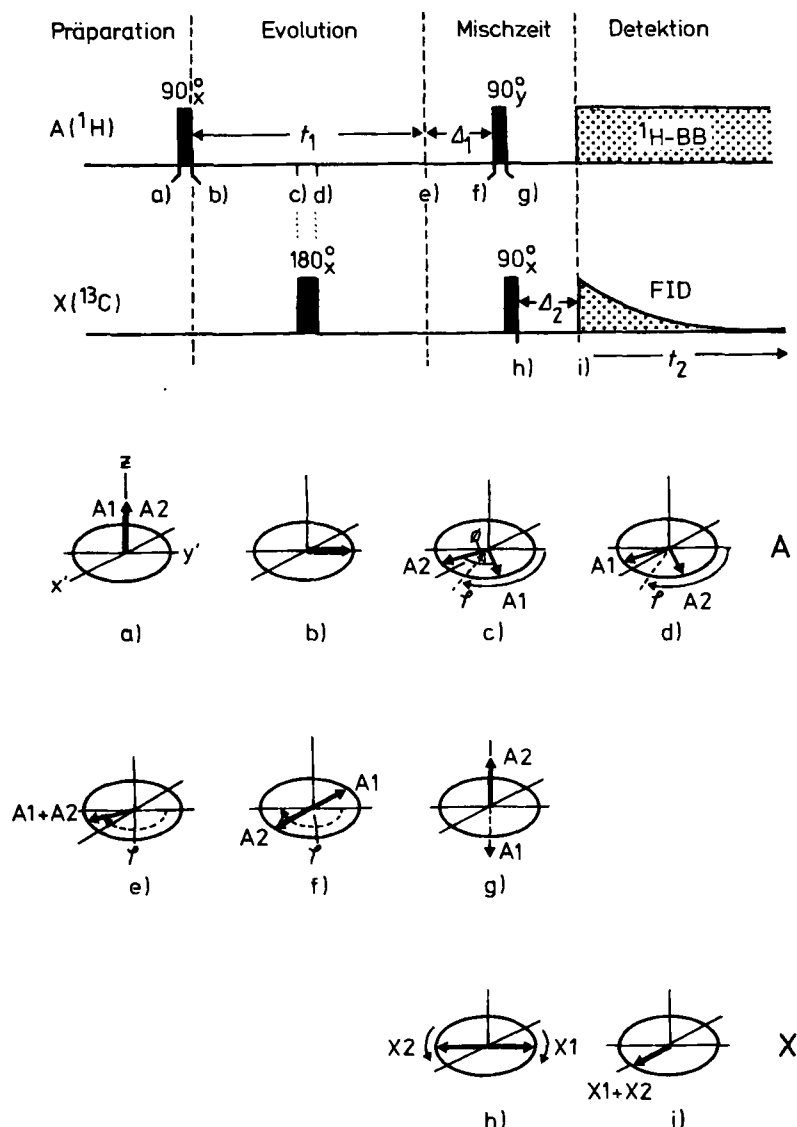 Präparation Evolution Mischzeit Detektion
90°x 90°y
A(¹H) t₁ Δ₁ ¹H-BB
a) b) c) d) e) f) g)
180°x 90°x
X(¹³C) Δ₂ FID
h) i) t₂
z
A1 A2
y'
x'
a)
b)
Φ
A2
A1
φ
c)
A1
A2
φ
d)
A
A1+A2
φ
e)
A1
A2
φ
f)
A2
A1
g)
X2 X1
h)
X1+X2
i)
X